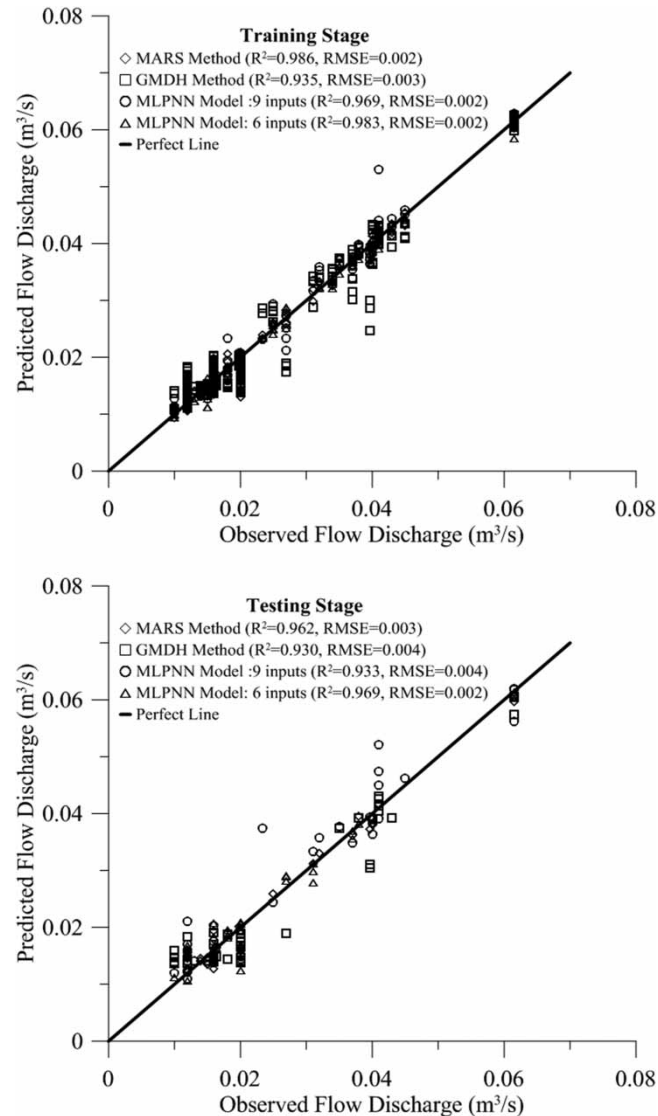 0.08
Training Stage
MARS Method (R²=0.986, RMSE=0.002)
GMDH Method (R²=0.935, RMSE=0.003)
MLPNN Model :9 inputs (R²=0.969, RMSE=0.002)
MLPNN Model: 6 inputs (R²=0.983, RMSE=0.002)
Perfect Line
0.06
0.04
0.02
0
Predicted Flow Discharge (m³/s)
0 0.02 0.04 0.06 0.08
Observed Flow Discharge (m³/s)
0.08
Testing Stage
MARS Method (R²=0.962, RMSE=0.003)
GMDH Method (R²=0.930, RMSE=0.004)
MLPNN Model :9 inputs (R²=0.933, RMSE=0.004)
MLPNN Model: 6 inputs (R²=0.969, RMSE=0.002)
Perfect Line
0.06
0.04
0.02
0
Predicted Flow Discharge (m³/s)
0 0.02 0.04 0.06 0.08
Observed Flow Discharge (m³/s)